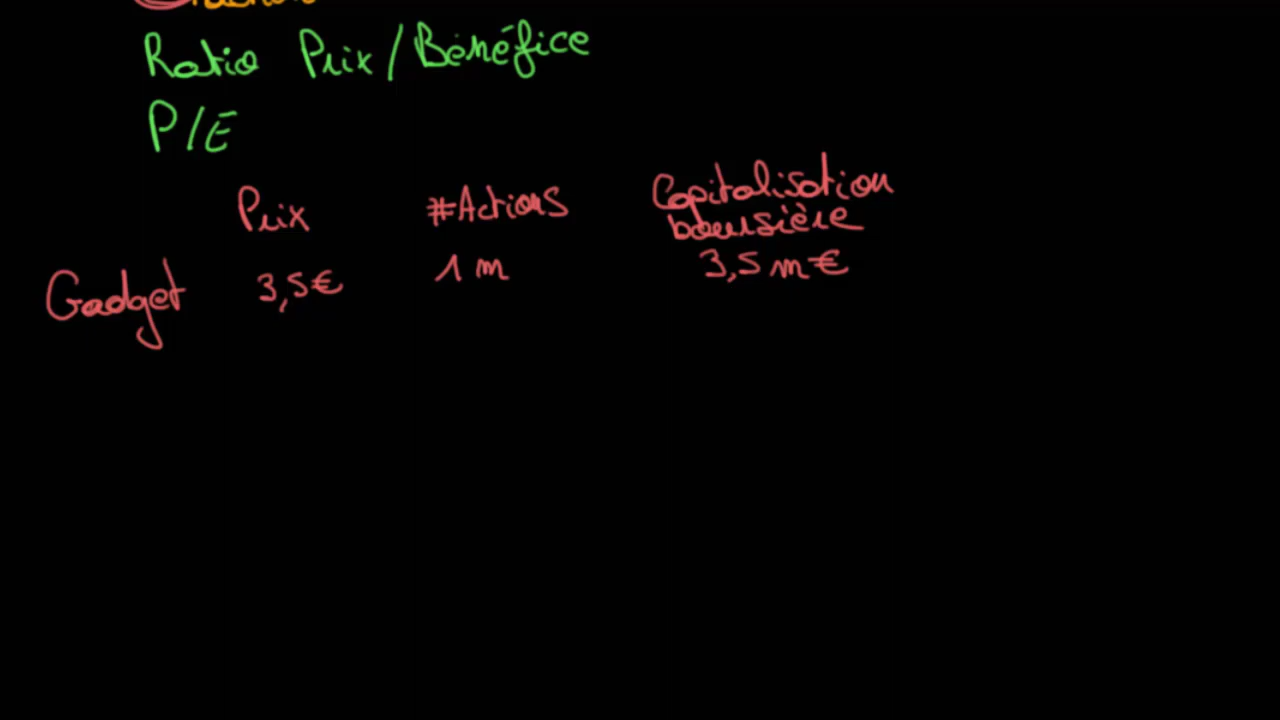 Ratio Prix/Bénéfice
P/E
Prix #Actions Capitalisation
boursière
Gadget 3,5€ 1 m 3,5 m€